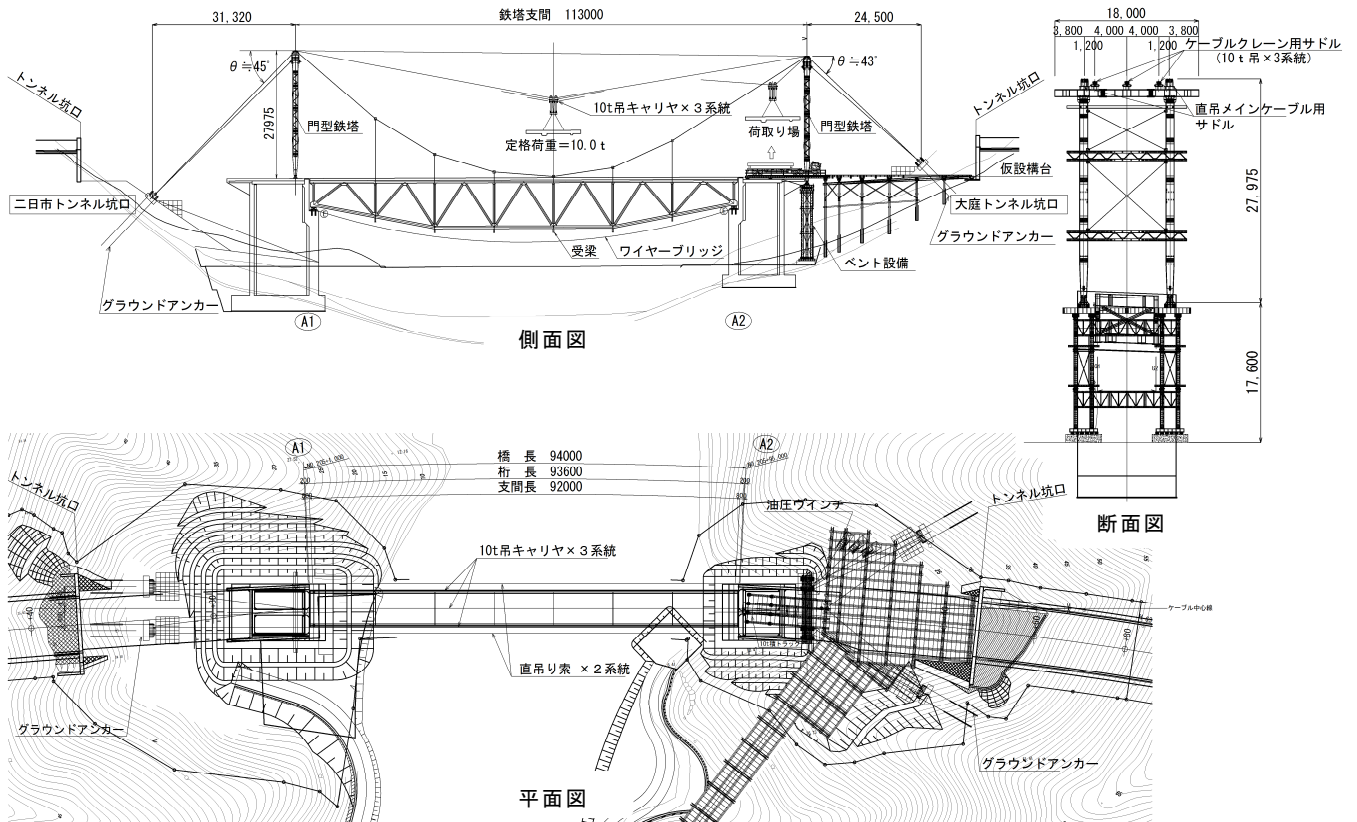 31,320
鉄塔支間 113000
24,500
θ≒45°
θ≒43°
トンネル坑口
27975
門型鉄塔
10t吊キャリヤ×３系統
定格荷重=10.0ｔ
荷取り場
門型鉄塔
トンネル坑口
仮設構台
二日市トンネル坑口
大庭トンネル坑口
グラウンドアンカー
受梁
ワイヤーブリッジ
ベント設備
グラウンドアンカー
A1
A2
側面図
18,000
3,800 4,000 4,000 3,800
1,200
1,200
ケーブルクレーン用サドル
(10ｔ吊×3系統)
直吊メインケーブル用
サドル
27,975
17,600
断面図
A1
A2
橋 長 94000
桁 長 93600
支間長 92000
200
200
800
トンネル坑口
油圧ウインチ
トンネル坑口
10t吊キャリヤ×３系統
ケーブル中心線
10t積トラック
直吊り索 ×２系統
グラウンドアンカー
グラウンドアンカー
平面図